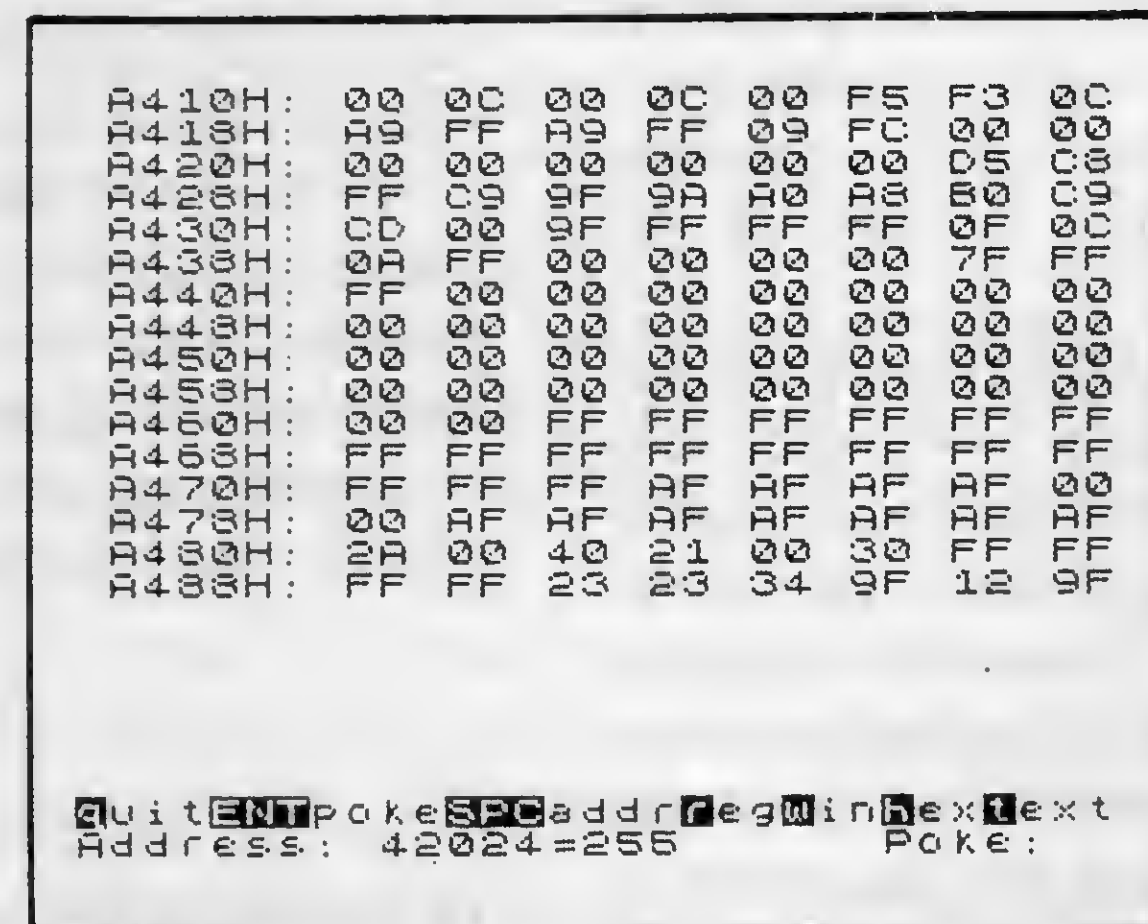 A410H: 00 0C 00 0C 00 F5 F3 0C
A418H: A9 FF A9 FF 09 FC 00 00
A420H: 00 00 00 00 00 00 D5 C8
A428H: FF C9 9F 9A A0 A8 B0 C9
A430H: CD 00 9F FF FF FF 0F 0C
A438H: 0A FF 00 00 00 00 7F FF
A440H: FF 00 00 00 00 00 00 00
A448H: 00 00 00 00 00 00 00 00
A450H: 00 00 00 00 00 00 00 00
A458H: 00 00 00 00 00 00 00 00
A460H: 00 00 FF FF FF FF FF FF
A468H: FF FF FF FF FF FF FF FF
A470H: FF FF FF AF AF AF AF 00
A478H: 00 AF AF AF AF AF AF AF
A480H: 2A 00 40 21 00 30 FF FF
A488H: FF FF 23 23 34 9F 12 9F
quitENTpokeSPCaddrregwinhextext
Address: 42024=255 Poke: